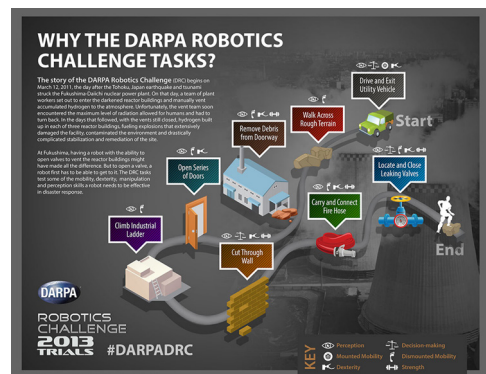 WHY THE DARPA ROBOTICS
CHALLENGE TASKS?
The story of the DARPA Robotics Challenge (DRC) begins on
March 12, 2011, the day after the Tohoku, Japan earthquake and tsunami
struck the Fukushima-Daiichi nuclear power plant. On that day, a team of plant
workers set out to enter the darkened reactor buildings and manually vent
accumulated hydrogen to the atmosphere. Unfortunately, the vent team soon
encountered the maximum level of radiation allowed for humans and had to
turn back. In the days that followed, with the vents still closed, hydrogen built
up in each of three reactor buildings, fueling explosions that extensively
damaged the facility, contaminated the environment and drastically
complicated stabilization and remediation of the site.
At Fukushima, having a robot with the ability to
open valves to vent the reactor buildings might
have made all the difference. But to open a valve, a
robot first has to be able to get to it. The DRC tasks
test some of the mobility, dexterity, manipulation
and perception skills a robot needs to be effective
in disaster response.
Drive and Exit
Utility Vehicle
Start
Walk Across
Rough Terrain
Remove Debris
from Doorway
Open Series
of Doors
Climb Industrial
Ladder
Cut Through
Wall
Carry and Connect
Fire Hose
Locate and Close
Leaking Valves
End
DARPA
ROBOTICS
CHALLENGE
2013
TRIALS
#DARPADRC
KEY
Perception
Decision-making
Mounted Mobility
Dismounted Mobility
Dexterity
Strength